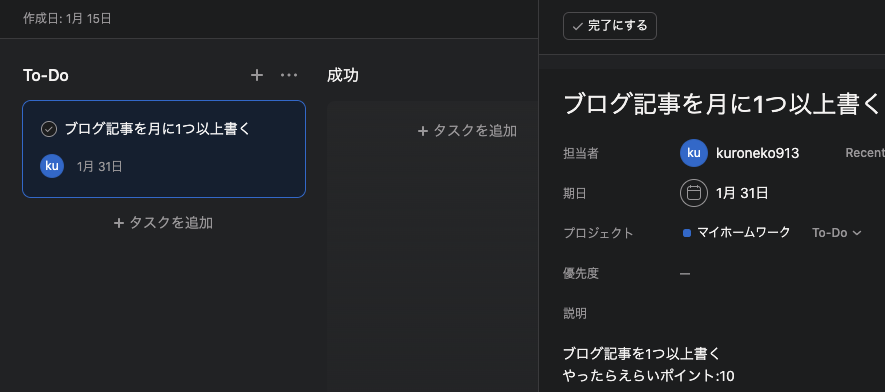 作成日: 1月 15日
To-Do
ブログ記事を月に1つ以上書く
ku 1月 31日
+ タスクを追加
成功
+ タスクを追加
完了にする
ブログ記事を月に1つ以上書く
担当者 ku kuroneko913 Recent
期日 1月 31日
プロジェクト マイホームワーク To-Do
優先度 —
説明
ブログ記事を1つ以上書く
やったらえらいポイント:10